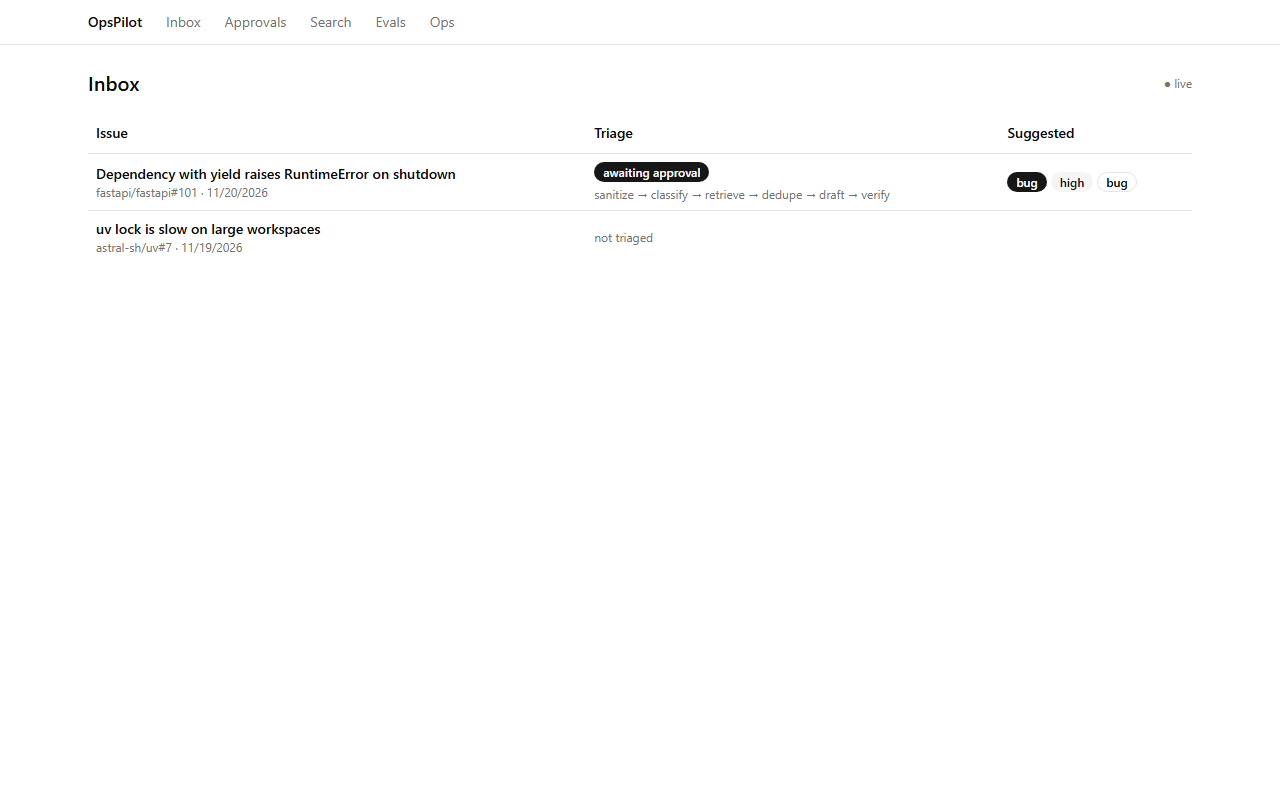 OpsPilot Inbox Approvals Search Evals Ops
Inbox
● live
Issue Triage Suggested
Dependency with yield raises RuntimeError on shutdown
fastapi/fastapi#101 · 11/20/2026
awaiting approval
sanitize → classify → retrieve → dedupe → draft → verify
bug high bug
uv lock is slow on large workspaces
astral-sh/uv#7 · 11/19/2026
not triaged